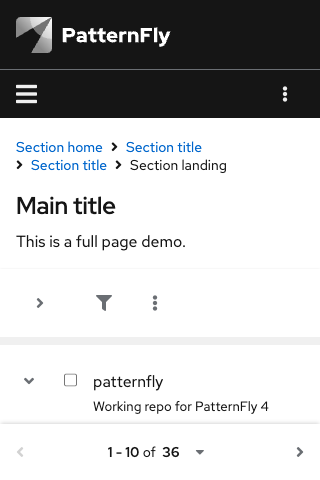 PatternFly
Section home > Section title
> Section title > Section landing
Main title
This is a full page demo.
patternfly
Working repo for PatternFly 4
1 - 10 of 36